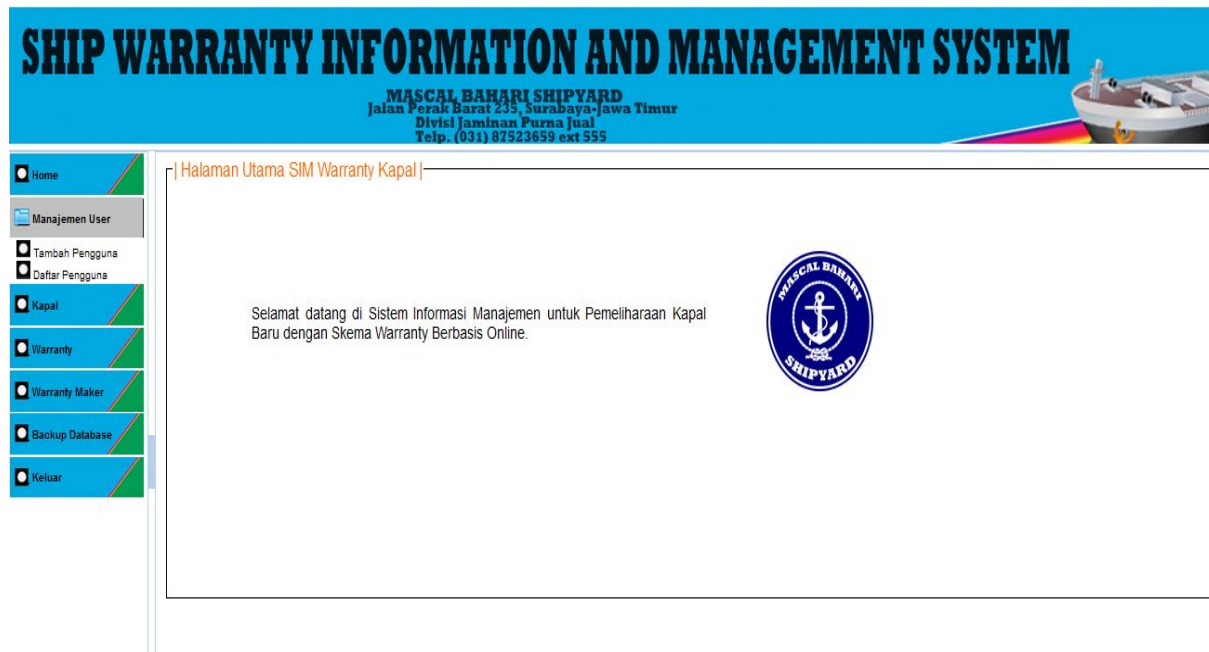 SHIP WARRANTY INFORMATION AND MANAGEMENT SYSTEM
MASCAL BAHARI SHIPYARD
Jalan Perak Barat 235, Surabaya-Jawa Timur
Divisi Jaminan Purna Jual
Telp. (031) 87523659 ext 555
Home
Manajemen User
Tambah Pengguna
Daftar Pengguna
Kapal
Warranty
Warranty Maker
Backup Database
Keluar
| Halaman Utama SIM Warranty Kapal |
Selamat datang di Sistem Informasi Manajemen untuk Pemeliharaan Kapal
Baru dengan Skema Warranty Berbasis Online.
MASCAL BAHARI
SHIPYARD